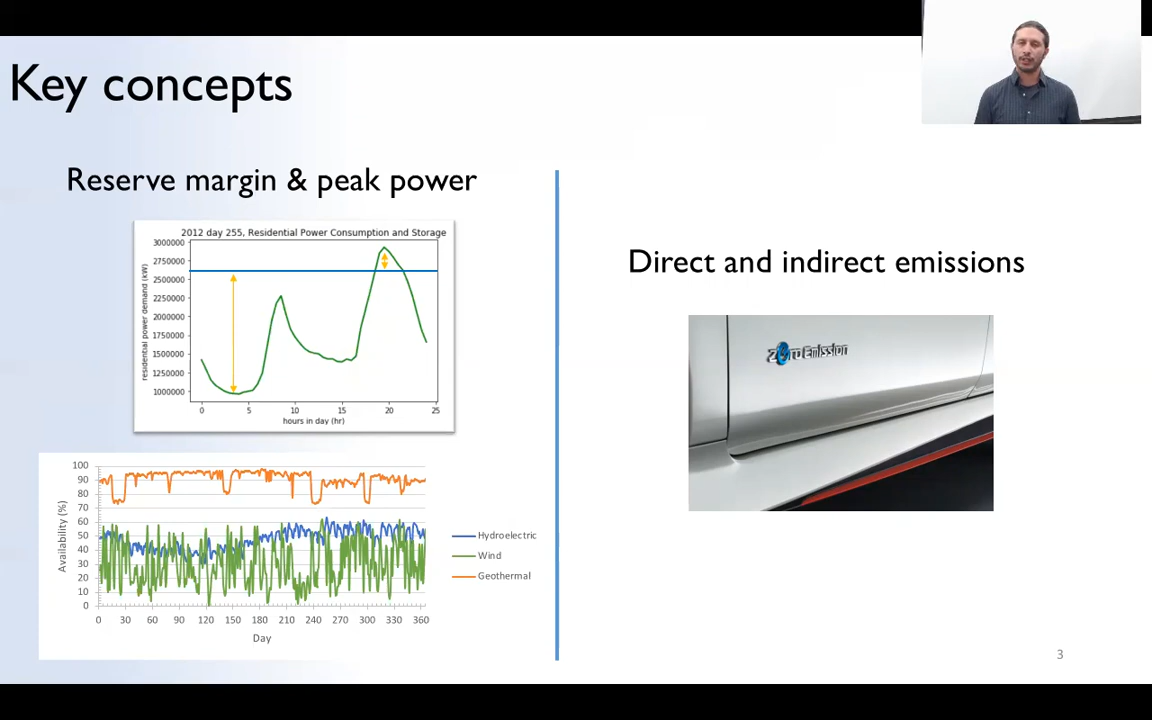 Key concepts
Reserve margin & peak power
2012 day 255, Residential Power Consumption and Storage
residential power demand (kW)
3000000
2750000
2500000
2250000
2000000
1750000
1500000
1250000
1000000
0 5 10 15 20 25
hours in day (hr)
Availability (%)
100
90
80
70
60
50
40
30
20
10
0
0 30 60 90 120 150 180 210 240 270 300 330 360
Day
Hydroelectric
Wind
Geothermal
Direct and indirect emissions
Zero Emission
3